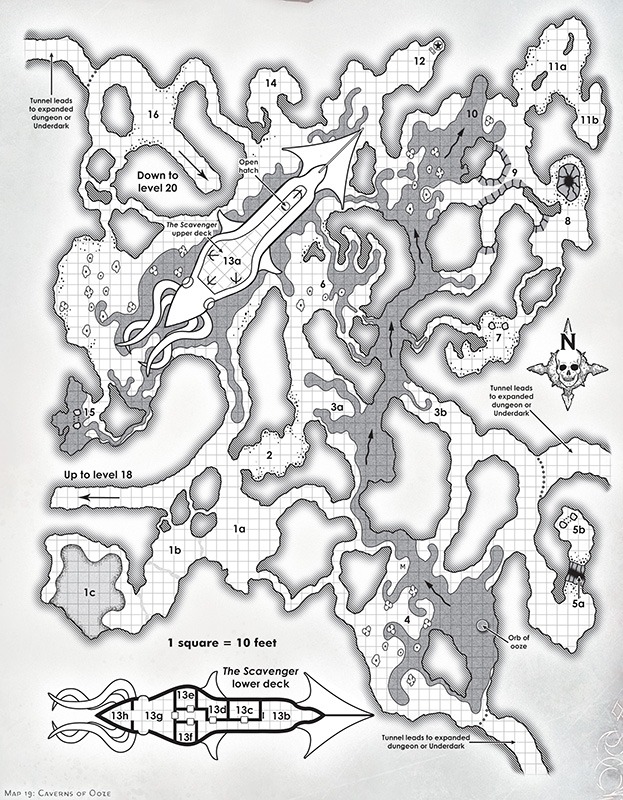 12
11a
14
10
11b
Tunnel leads
to expanded
dungeon or
Underdark
16
Open
hatch
9
Down to
level 20
8
The Scavenger
upper deck
13a
6
7
N
Tunnel leads
to expanded
dungeon or
Underdark
15
3a
3b
2
Up to level 18
5b
1a
1b
M
1c
5a
4
Orb of
ooze
1 square = 10 feet
The Scavenger
lower deck
13e
13h
13g
13d
13c
13b
13f
Tunnel leads to expanded
dungeon or Underdark
Map 19: Caverns of Ooze